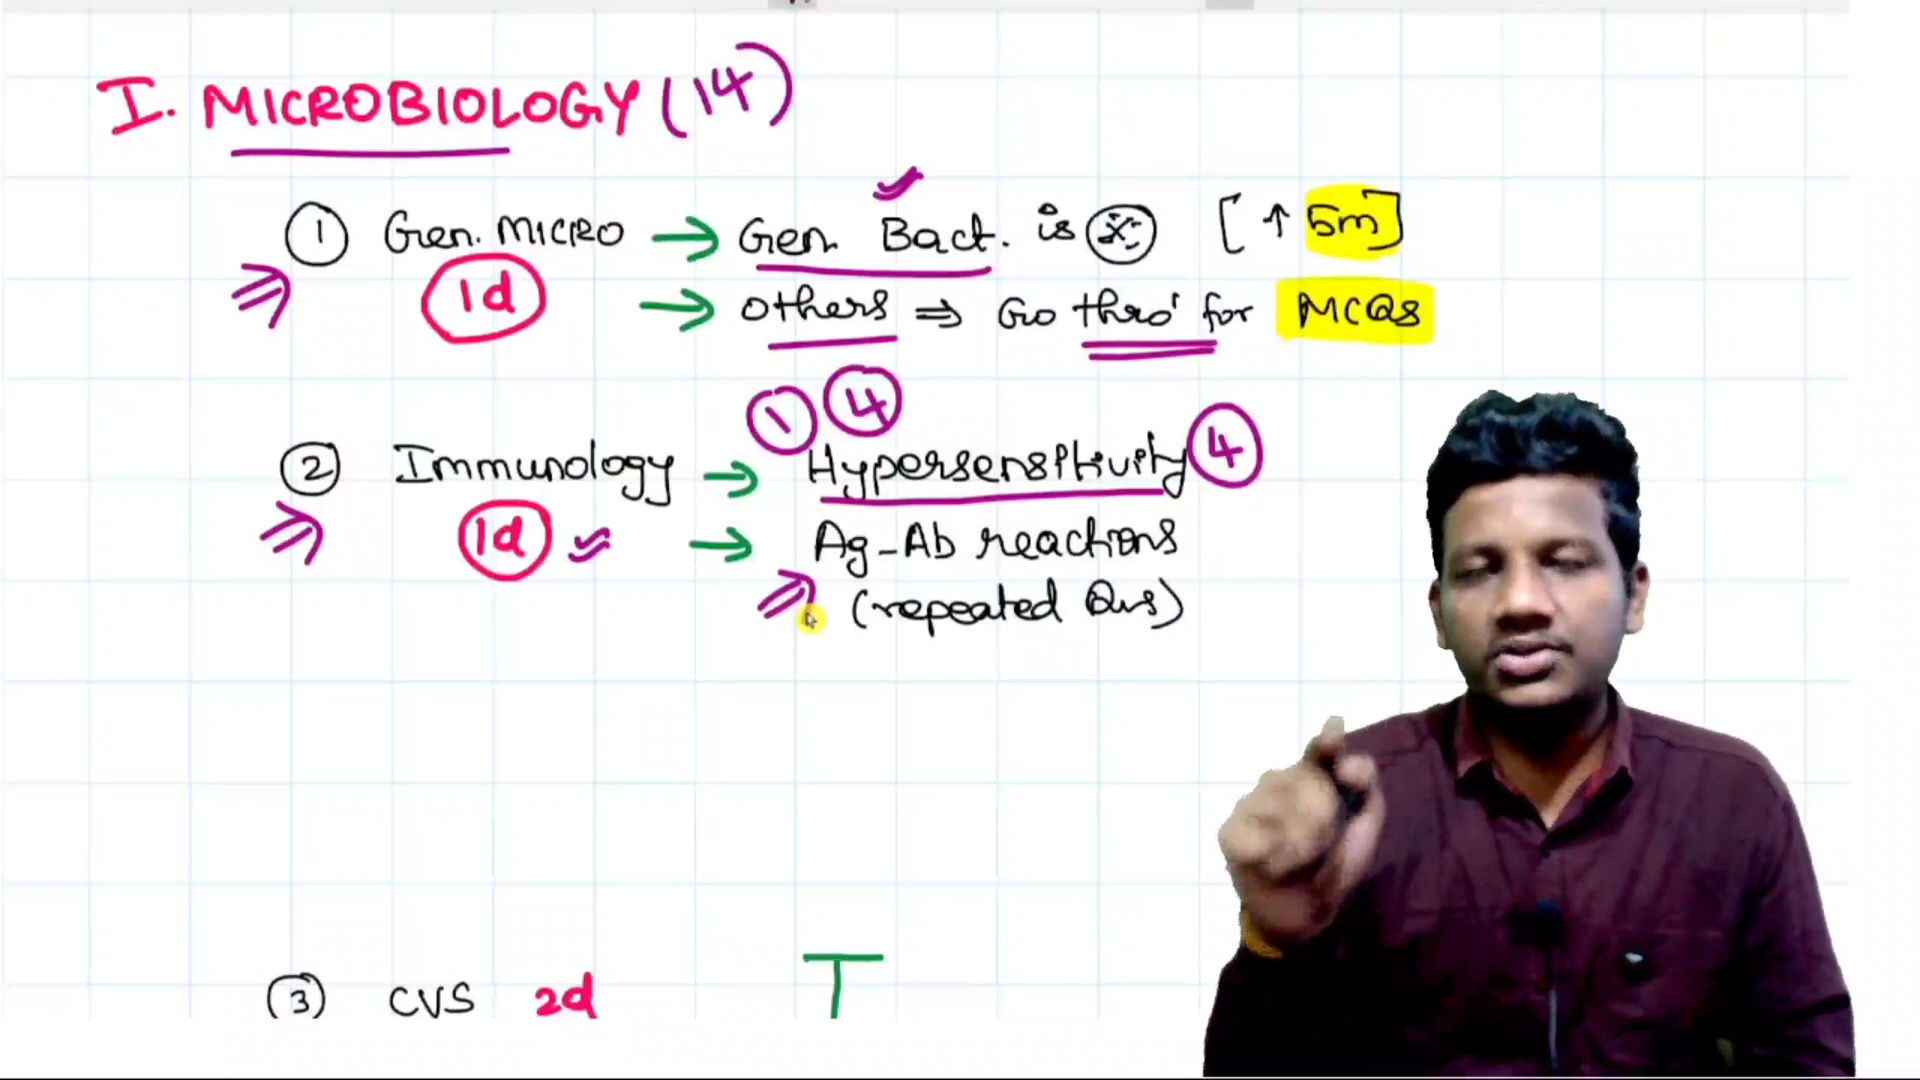 I. MICROBIOLOGY (14)
① Gen. MICRO → Gen. Bact. is [↑ 5m]
1d → others ⇒ Go thro' for MCQs
① ④
② Immunology → Hypersensitivity ④
1d → Ag-Ab reactions
(repeated Qns)
③ CVS 2d